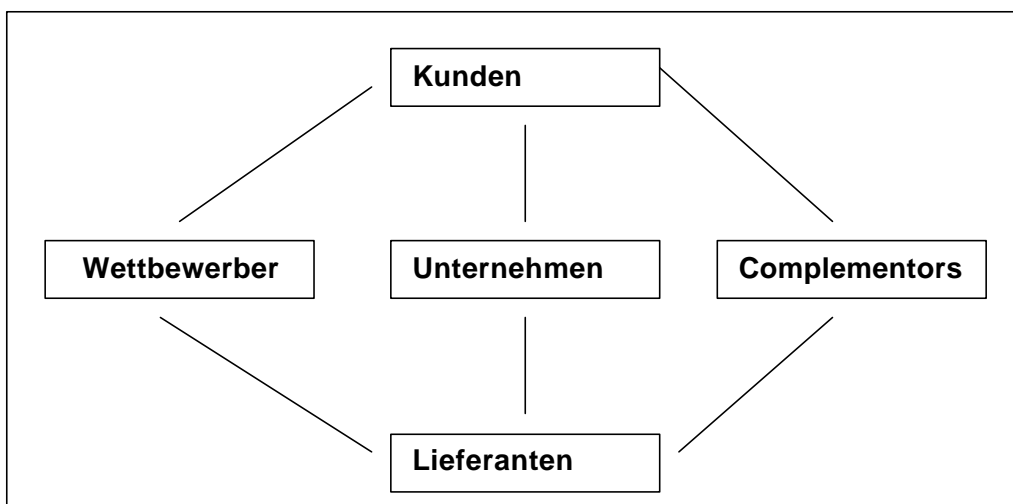 Kunden
Wettbewerber
Unternehmen
Complementors
Lieferanten